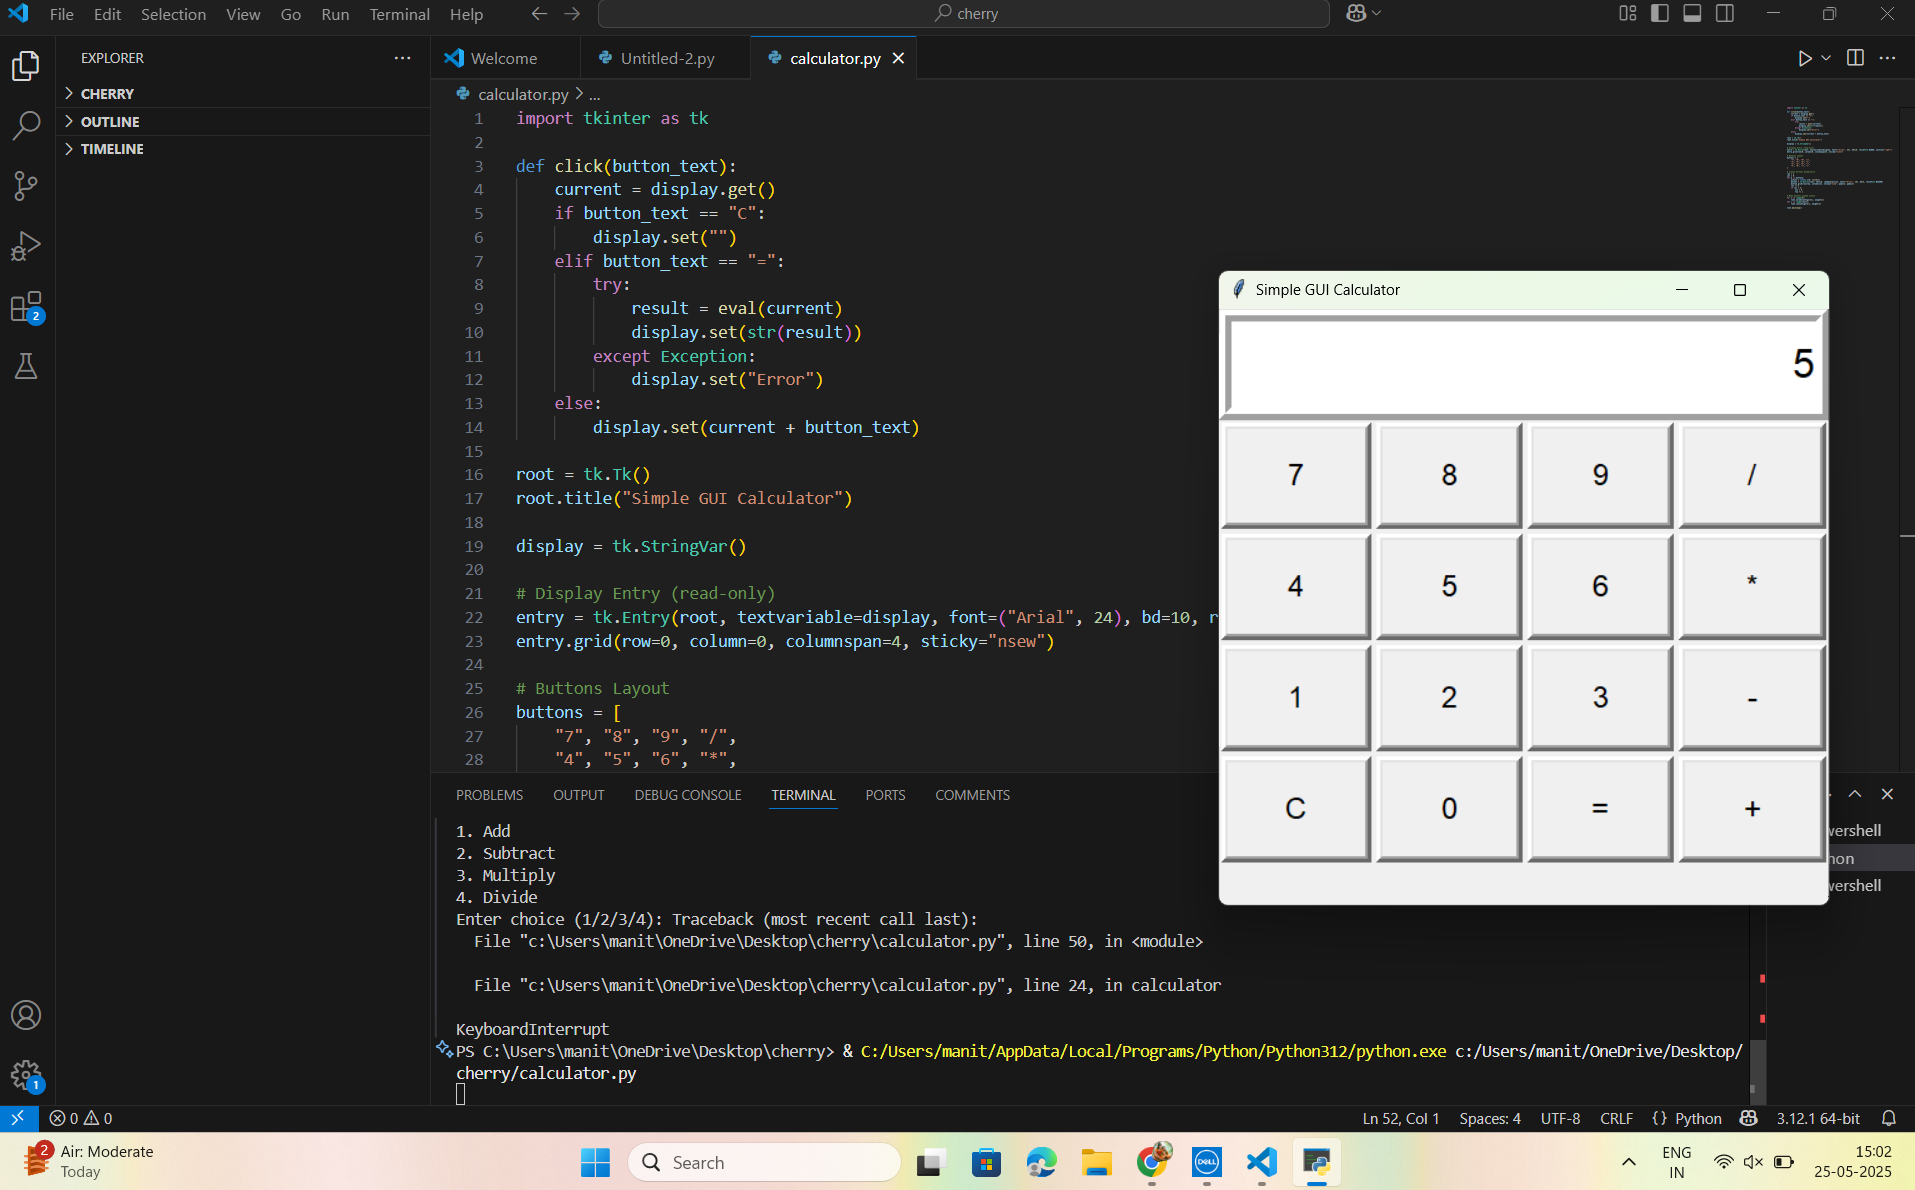 File Edit Selection View Go Run Terminal Help
cherry
EXPLORER
CHERRY
OUTLINE
TIMELINE
2
1
Welcome
Untitled-2.py
calculator.py
calculator.py > ...
1 import tkinter as tk
2
3 def click(button_text):
4 current = display.get()
5 if button_text == "C":
6 display.set("")
7 elif button_text == "=":
8 try:
9 result = eval(current)
10 display.set(str(result))
11 except Exception:
12 display.set("Error")
13 else:
14 display.set(current + button_text)
15
16 root = tk.Tk()
17 root.title("Simple GUI Calculator")
18
19 display = tk.StringVar()
20
21 # Display Entry (read-only)
22 entry = tk.Entry(root, textvariable=display, font=("Arial", 24), bd=10, r
23 entry.grid(row=0, column=0, columnspan=4, sticky="nsew")
24
25 # Buttons Layout
26 buttons = [
27 "7", "8", "9", "/",
28 "4", "5", "6", "*",
Simple GUI Calculator
5
7 8 9 /
4 5 6 *
1 2 3 -
C 0 = +
PROBLEMS OUTPUT DEBUG CONSOLE TERMINAL PORTS COMMENTS
1. Add
2. Subtract
3. Multiply
4. Divide
Enter choice (1/2/3/4): Traceback (most recent call last):
File "c:\Users\manit\OneDrive\Desktop\cherry\calculator.py", line 50, in <module>
File "c:\Users\manit\OneDrive\Desktop\cherry\calculator.py", line 24, in calculator
KeyboardInterrupt
PS C:\Users\manit\OneDrive\Desktop\cherry> & C:/Users/manit/AppData/Local/Programs/Python/Python312/python.exe c:/Users/manit/OneDrive/Desktop/
cherry/calculator.py
wershell
hon
wershell
0 0
Ln 52, Col 1 Spaces: 4 UTF-8 CRLF {} Python 3.12.1 64-bit
2
Air: Moderate
Today
Search
DELL
ENG
IN
15:02
25-05-2025